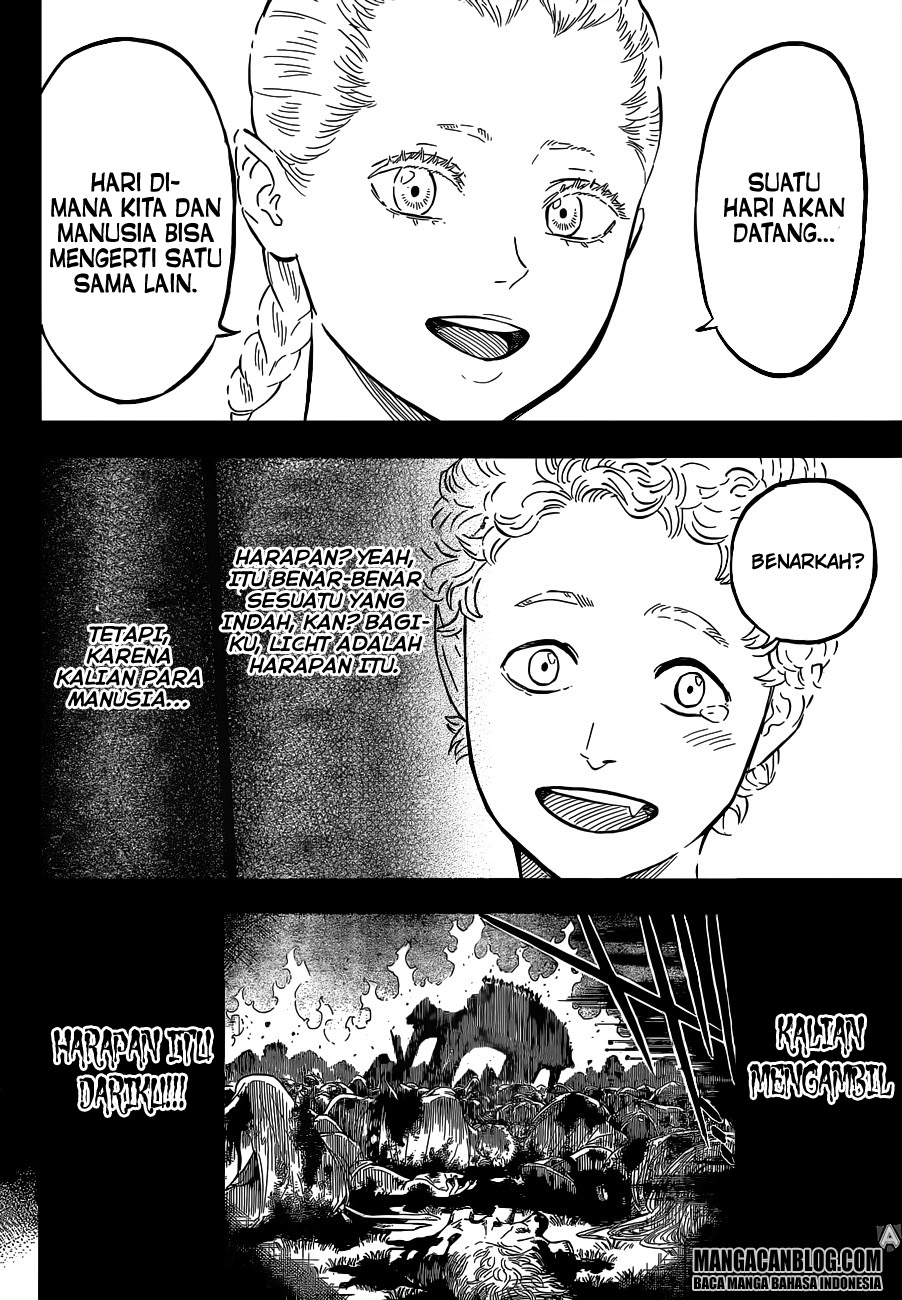 SUATU
HARI AKAN
DATANG...
HARI DI-
MANA KITA DAN
MANUSIA BISA
MENGERTI SATU
SAMA LAIN.
BENARKAH?
HARAPAN? YEAH,
ITU BENAR-BENAR
SESUATU YANG
INDAH, KAN? BAGI-
KU, LICHT ADALAH
HARAPAN ITU.
TETAPI,
KARENA
KALIAN PARA
MANUSIA...
KALIAN
MENGAMBIL
HARAPAN ITU
DARIKU!!!!
MANGACANBLOG.COM
BACA MANGA BAHASA INDONESIA